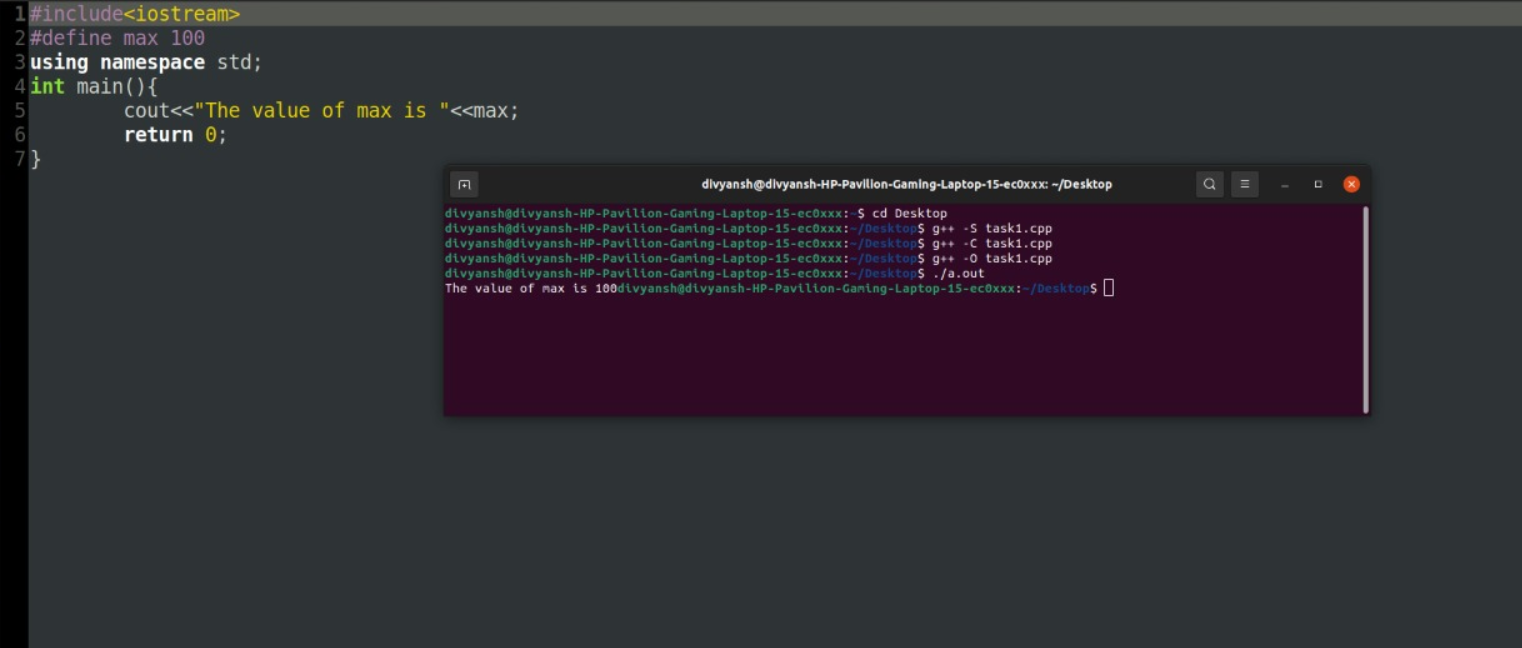 1 #include<iostream>
2 #define max 100
3 using namespace std;
4 int main(){
5 cout<<"The value of max is "<<max;
6 return 0;
7 }
divyansh@divyansh-HP-Pavilion-Gaming-Laptop-15-ec0xxx: ~/Desktop
divyansh@divyansh-HP-Pavilion-Gaming-Laptop-15-ec0xxx:~$ cd Desktop
divyansh@divyansh-HP-Pavilion-Gaming-Laptop-15-ec0xxx:~/Desktop$ g++ -S task1.cpp
divyansh@divyansh-HP-Pavilion-Gaming-Laptop-15-ec0xxx:~/Desktop$ g++ -C task1.cpp
divyansh@divyansh-HP-Pavilion-Gaming-Laptop-15-ec0xxx:~/Desktop$ g++ -O task1.cpp
divyansh@divyansh-HP-Pavilion-Gaming-Laptop-15-ec0xxx:~/Desktop$ ./a.out
The value of max is 100divyansh@divyansh-HP-Pavilion-Gaming-Laptop-15-ec0xxx:~/Desktop$